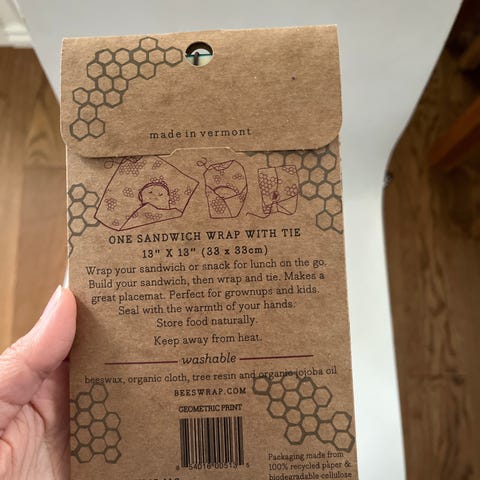 made in vermont
ONE SANDWICH WRAP WITH TIE
13" X 13" (33 x 33cm)
Wrap your sandwich or snack for lunch on the go.
Build your sandwich, then wrap and tie. Makes a
great placemat. Perfect for grownups and kids.
Seal with the warmth of your hands.
Store food naturally.
Keep away from heat.
washable
beeswax, organic cloth, tree resin and organic jojoba oil
BEESWRAP.COM
GEOMETRIC PRINT
Packaging made from
100% recycled paper &
biodegradable cellulose